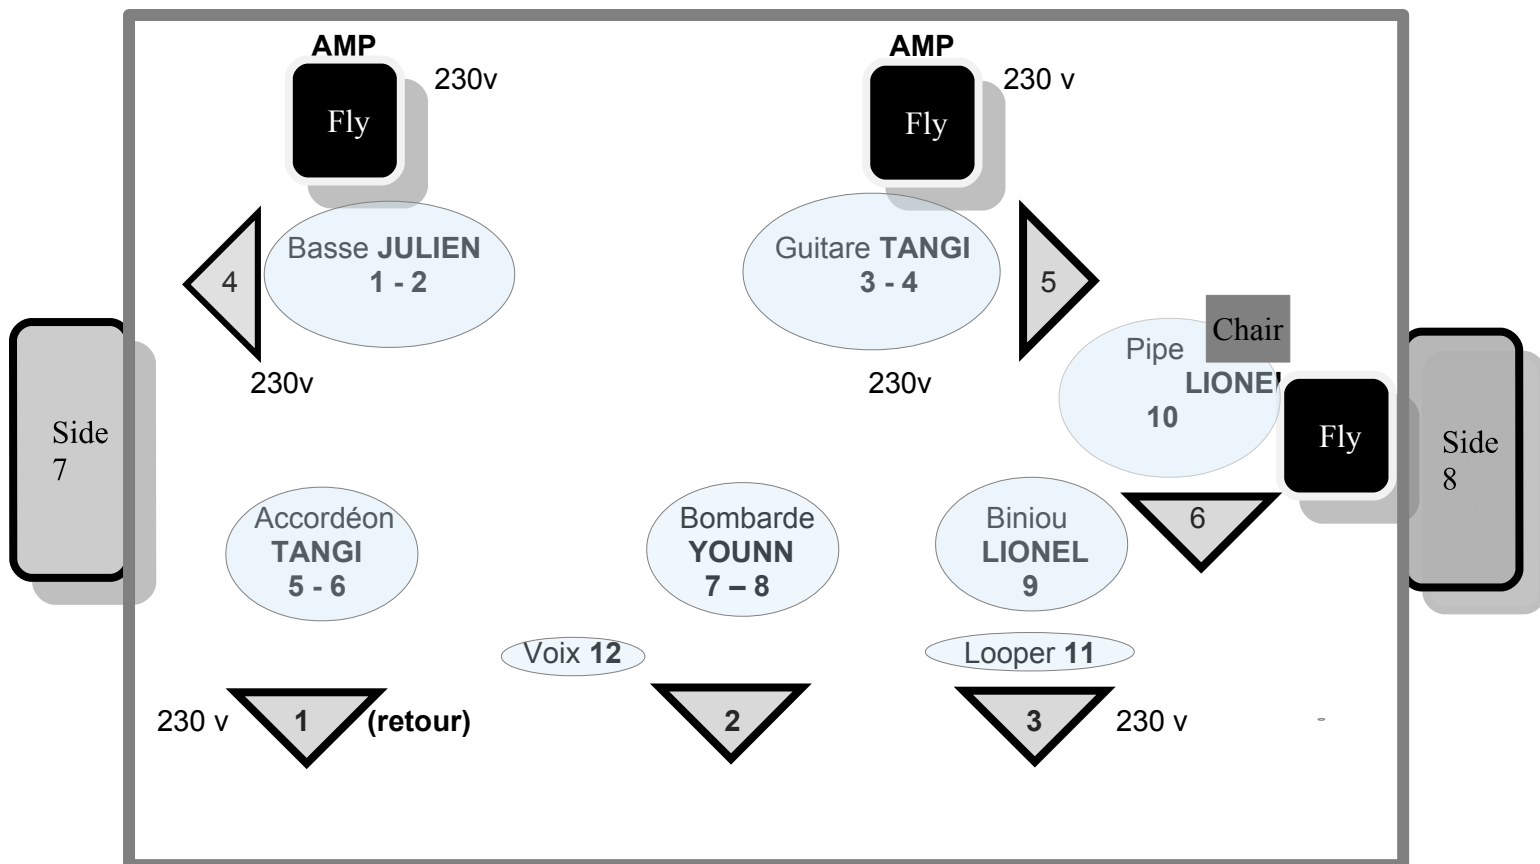 AMP
230v
Fly
AMP
230 v
Fly
4
Basse JULIEN
1 - 2
230v
Guitare TANGI
3 - 4
5
230v
Chair
Pipe
LIONEL
10
Fly
Side
7
Side
8
Accordéon
TANGI
5 - 6
Bombarde
YOUNN
7 – 8
Biniou
LIONEL
9
6
Voix 12
Looper 11
230 v
1
(retour)
2
3
230 v